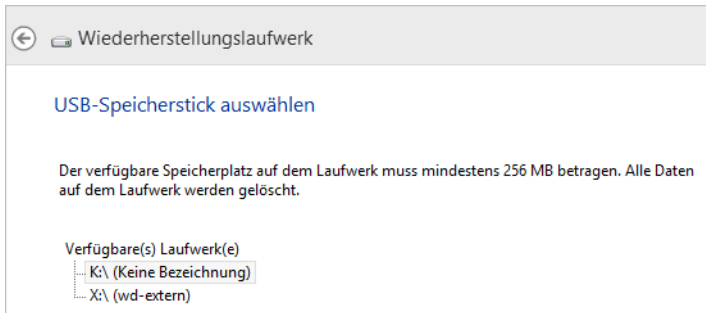 Wiederherstellungslaufwerk
USB-Speicherstick auswählen
Der verfügbare Speicherplatz auf dem Laufwerk muss mindestens 256 MB betragen. Alle Daten
auf dem Laufwerk werden gelöscht.
Verfügbare(s) Laufwerk(e)
K:\ (Keine Bezeichnung)
X:\ (wd-extern)